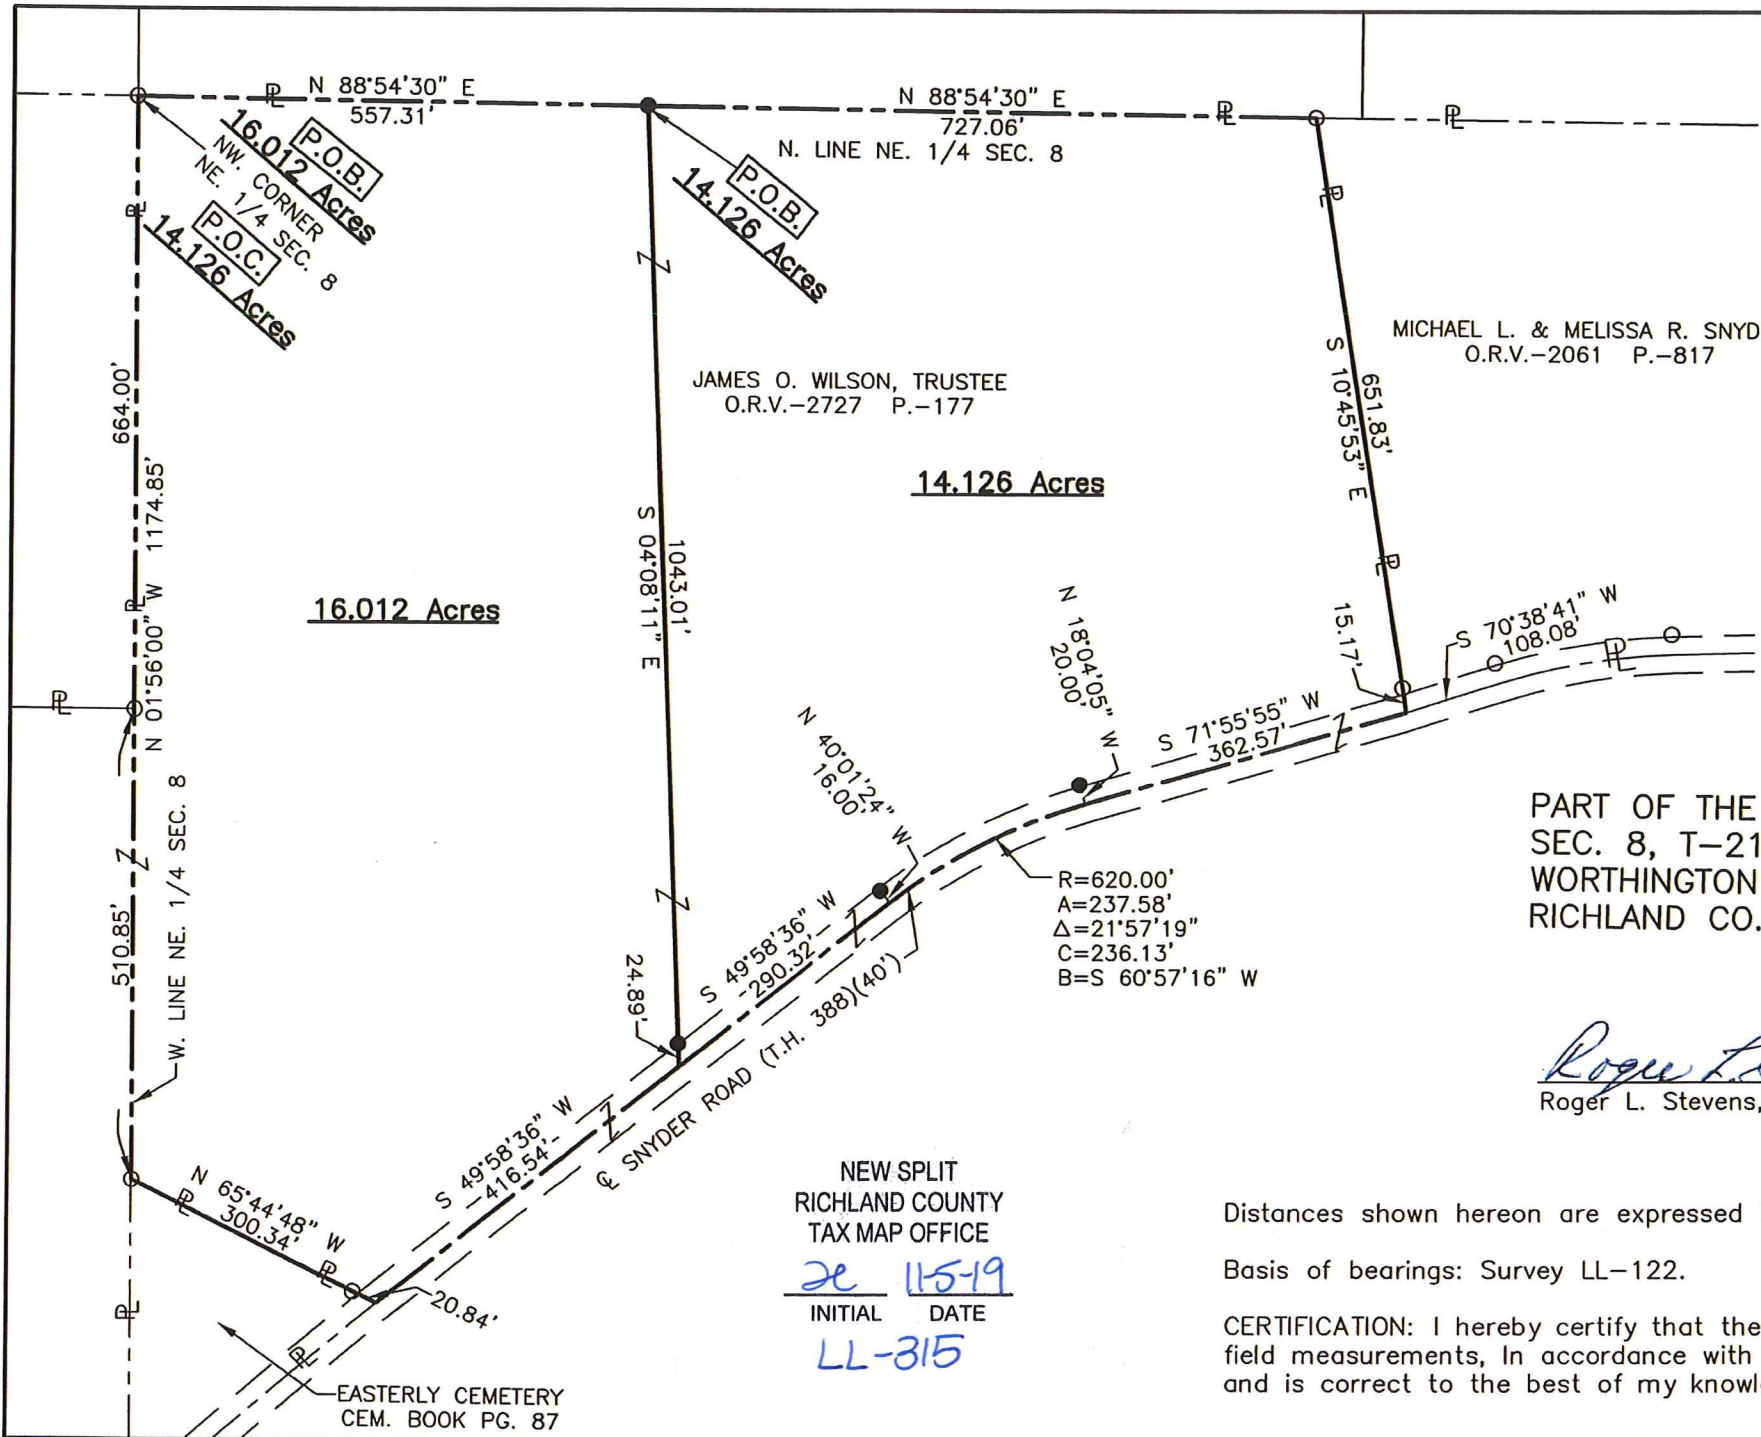 N 88°54'30" E
557.31'
N 88°54'30" E
727.06'
N. LINE NE. 1/4 SEC. 8
P.O.B.
16.012 Acres
NW. CORNER
NE. 1/4 SEC. 8
P.O.C.
14.126 Acres
P.O.B.
14.126 Acres
MICHAEL L. & MELISSA R. SNYD
O.R.V.-2061 P.-817
JAMES O. WILSON, TRUSTEE
O.R.V.-2727 P.-177
664.00'
N 01°56'00" W 1174.85'
S 04°08'11" E
1043.01'
S 10°45'53" E
651.83'
14.126 Acres
16.012 Acres
15.17'
S 70°38'41" W
108.08'
N 18°04'05" W
20.00'
S 71°55'55" W
362.57'
N 40°01'24" W
16.00'
R=620.00'
A=237.58'
Δ=21°57'19"
C=236.13'
B=S 60°57'16" W
PART OF THE
SEC. 8, T-21
WORTHINGTON
RICHLAND CO.
510.85'
W. LINE NE. 1/4 SEC. 8
24.89'
S 49°58'36" W
290.32'
℄ SNYDER ROAD (T.H. 388)(40')
S 49°58'36" W
416.54'
N 65°44'48" W
300.34'
20.84'
EASTERLY CEMETERY
CEM. BOOK PG. 87
Roger L.
Roger L. Stevens,
NEW SPLIT
RICHLAND COUNTY
TAX MAP OFFICE
11-5-19
INITIAL DATE
LL-315
Distances shown hereon are expressed
Basis of bearings: Survey LL-122.
CERTIFICATION: I hereby certify that the
field measurements, In accordance with
and is correct to the best of my knowl